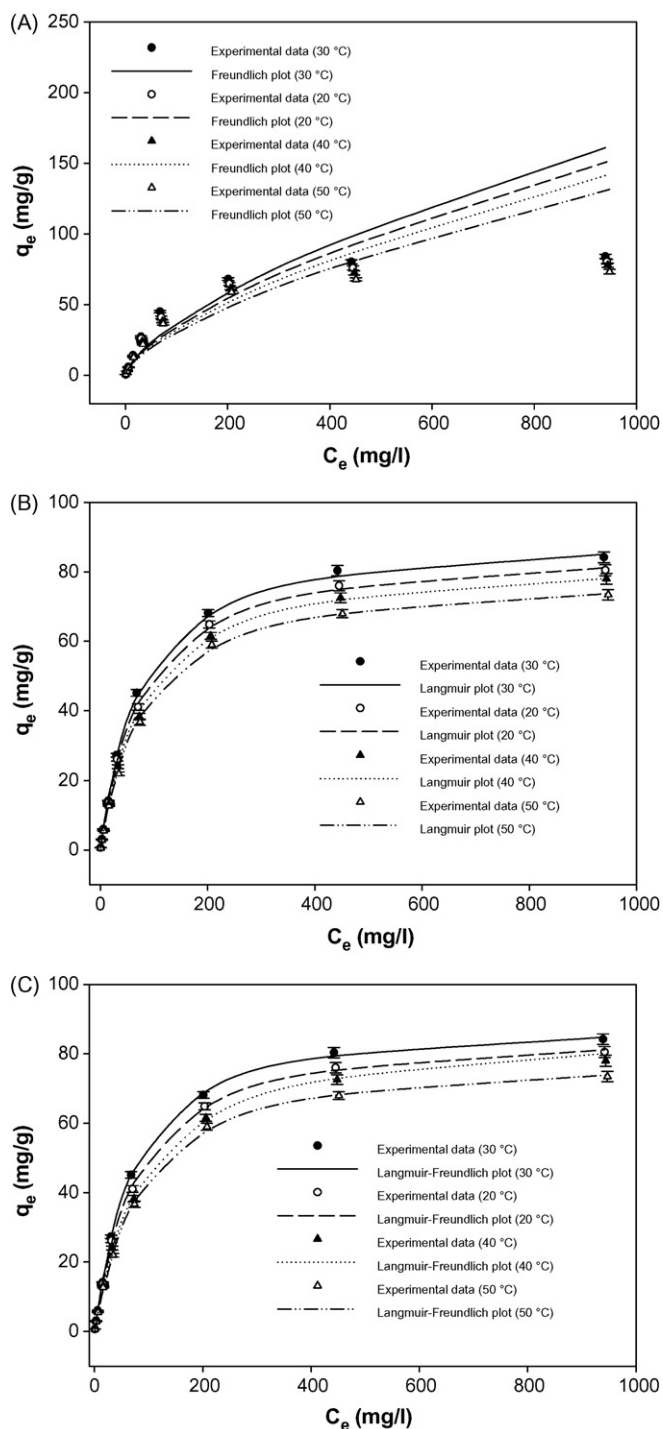 (A)
250
200
150
100
50
0
qe (mg/g)
Experimental data (30 °C)
Freundlich plot (30 °C)
Experimental data (20 °C)
Freundlich plot (20 °C)
Experimental data (40 °C)
Freundlich plot (40 °C)
Experimental data (50 °C)
Freundlich plot (50 °C)
0 200 400 600 800 1000
Ce (mg/l)
(B)
100
80
60
40
20
0
qe (mg/g)
Experimental data (30 °C)
Langmuir plot (30 °C)
Experimental data (20 °C)
Langmuir plot (20 °C)
Experimental data (40 °C)
Langmuir plot (40 °C)
Experimental data (50 °C)
Langmuir plot (50 °C)
0 200 400 600 800 1000
Ce (mg/l)
(C)
100
80
60
40
20
0
qe (mg/g)
Experimental data (30 °C)
Langmuir-Freundlich plot (30 °C)
Experimental data (20 °C)
Langmuir-Freundlich plot (20 °C)
Experimental data (40 °C)
Langmuir-Freundlich plot (40 °C)
Experimental data (50 °C)
Langmuir-Freundlich plot (50 °C)
0 200 400 600 800 1000
Ce (mg/l)